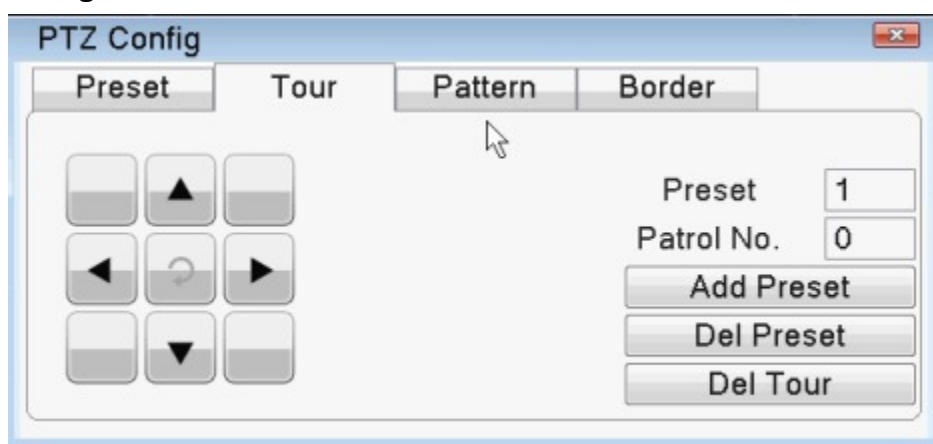 PTZ Config
Preset Tour Pattern Border
Preset 1
Patrol No. 0
Add Preset
Del Preset
Del Tour